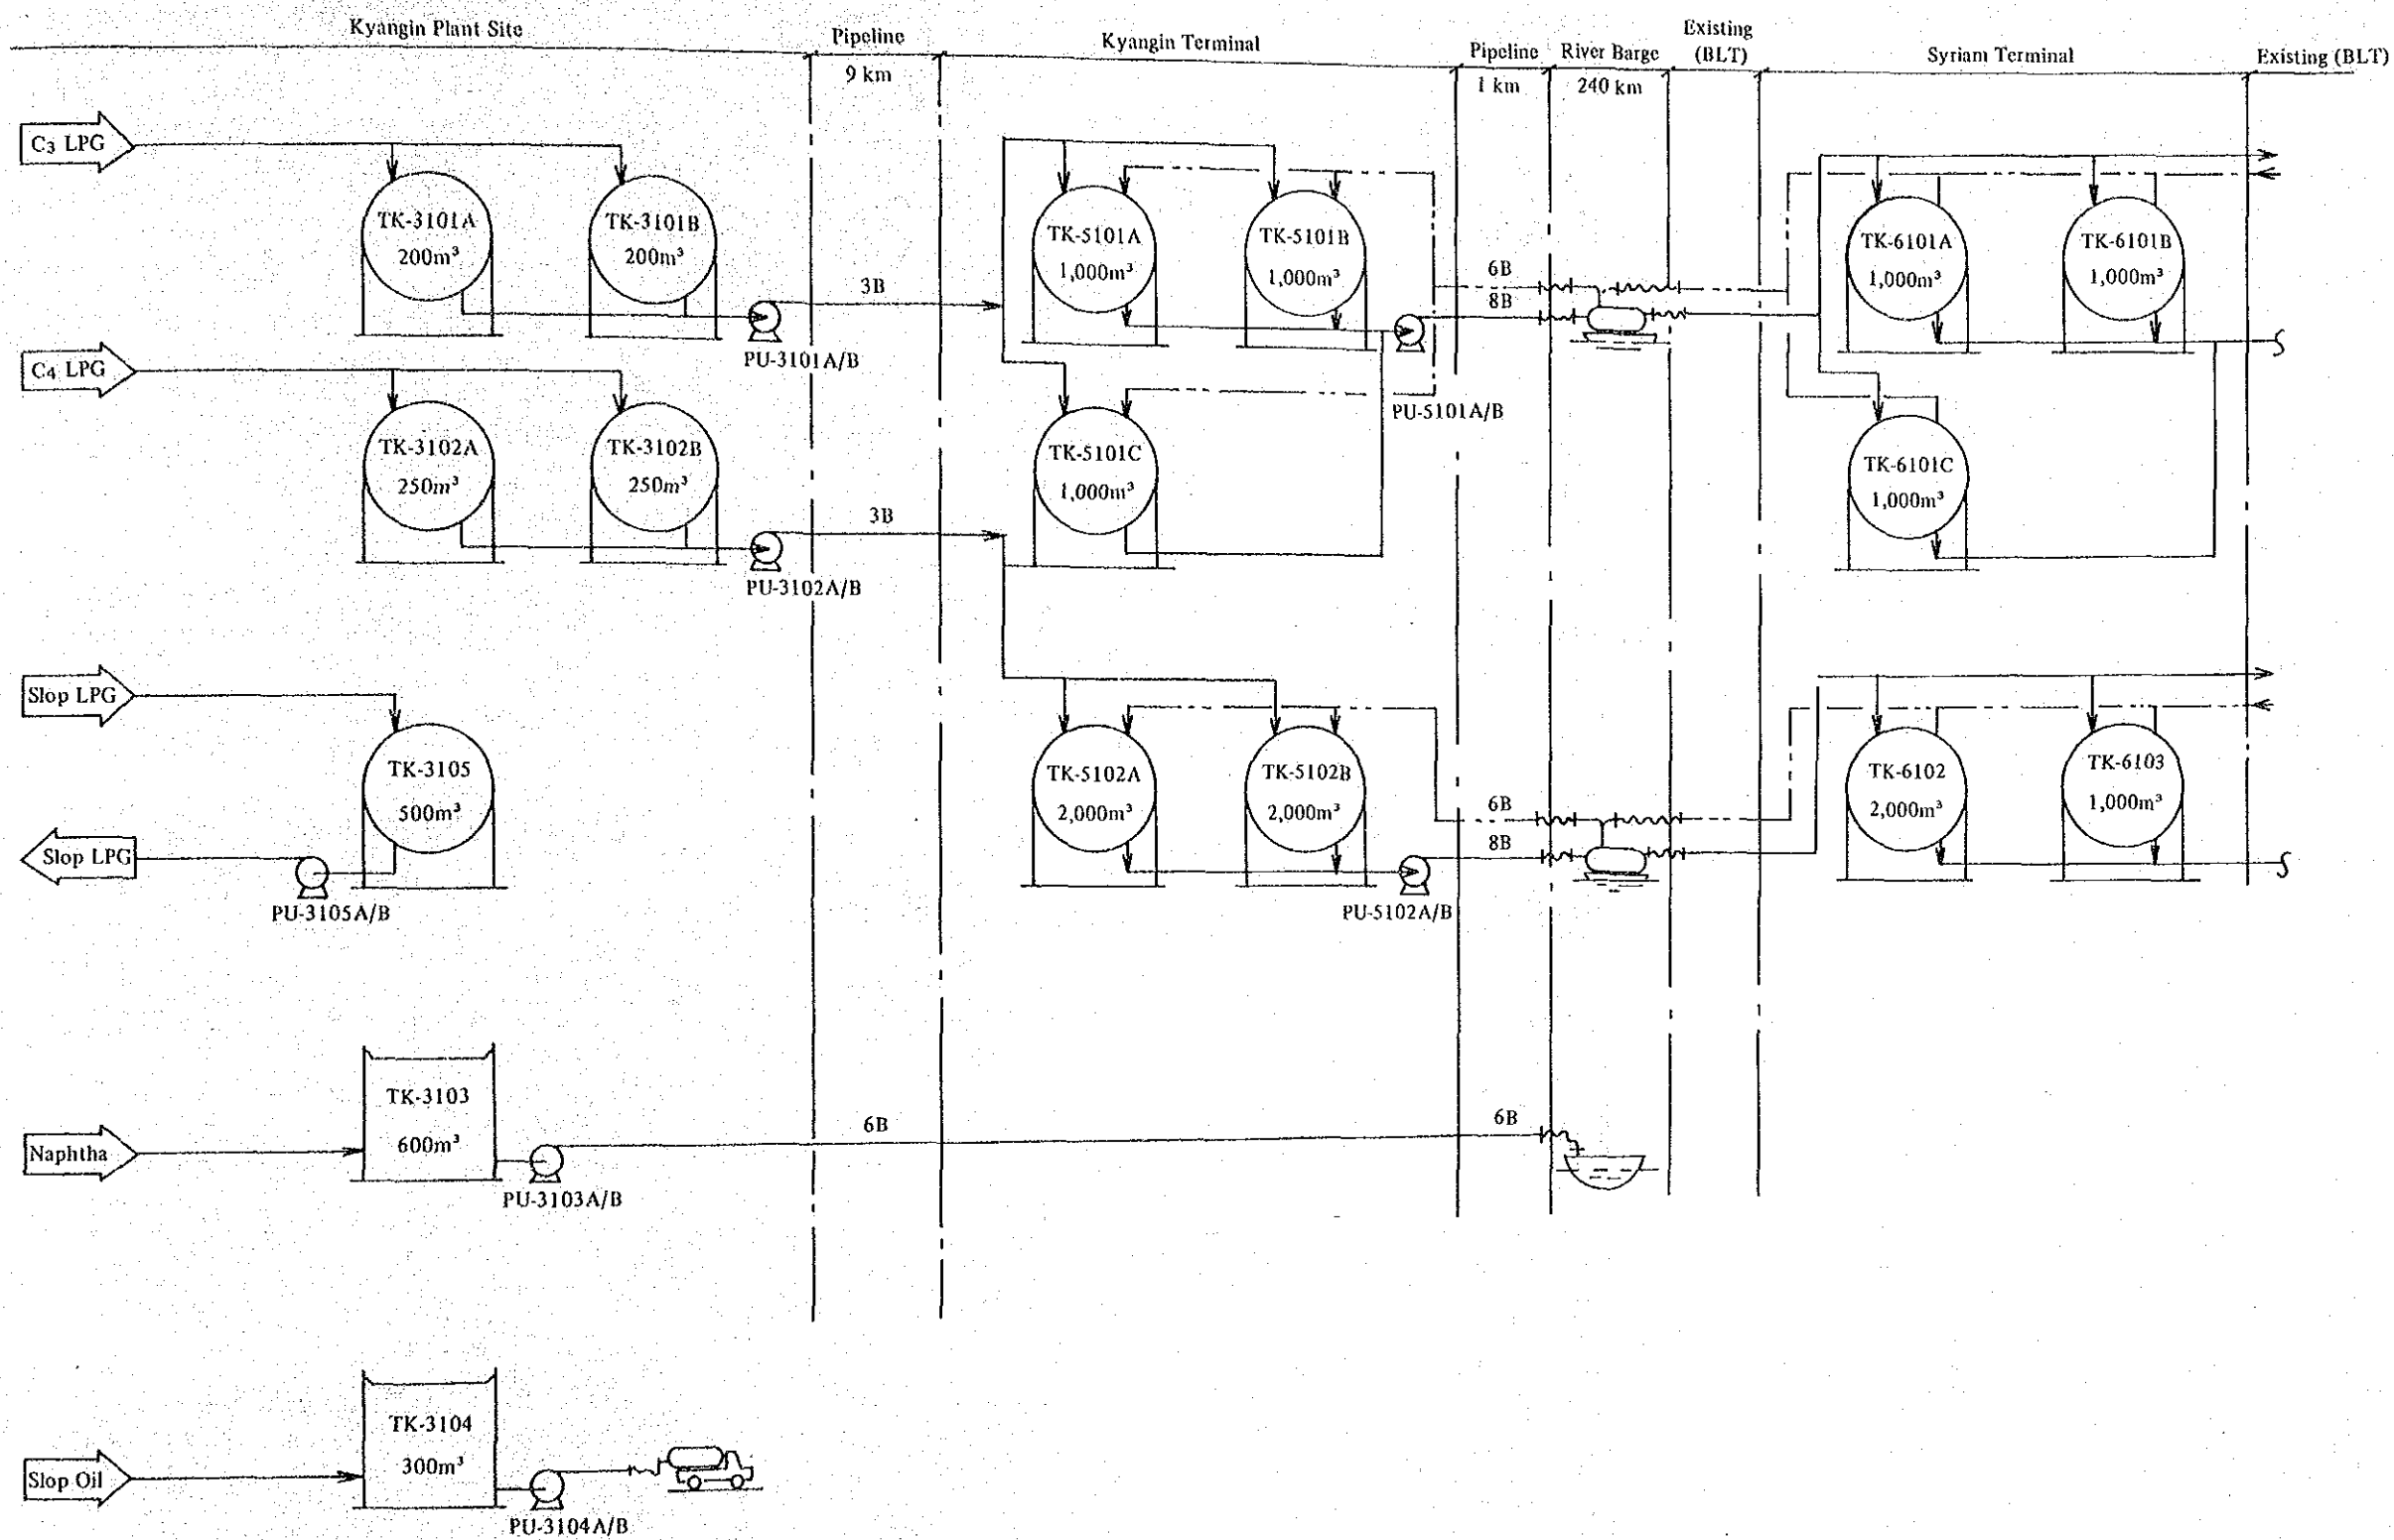 Kyangin Plant Site
Pipeline
9 km
Kyangin Terminal
Pipeline
1 km
River Barge
240 km
Existing
(BLT)
Syriam Terminal
Existing (BLT)
C3 LPG
TK-3101A
200m³
TK-3101B
200m³
PU-3101A/B
3B
TK-5101A
1,000m³
TK-5101B
1,000m³
PU-5101A/B
6B
8B
TK-6101A
1,000m³
TK-6101B
1,000m³
C4 LPG
TK-3102A
250m³
TK-3102B
250m³
PU-3102A/B
3B
TK-5101C
1,000m³
TK-6101C
1,000m³
Slop LPG
TK-3105
500m³
Slop LPG
PU-3105A/B
TK-5102A
2,000m³
TK-5102B
2,000m³
PU-5102A/B
6B
8B
TK-6102
2,000m³
TK-6103
1,000m³
Naphtha
TK-3103
600m³
PU-3103A/B
6B
6B
Slop Oil
TK-3104
300m³
PU-3104A/B